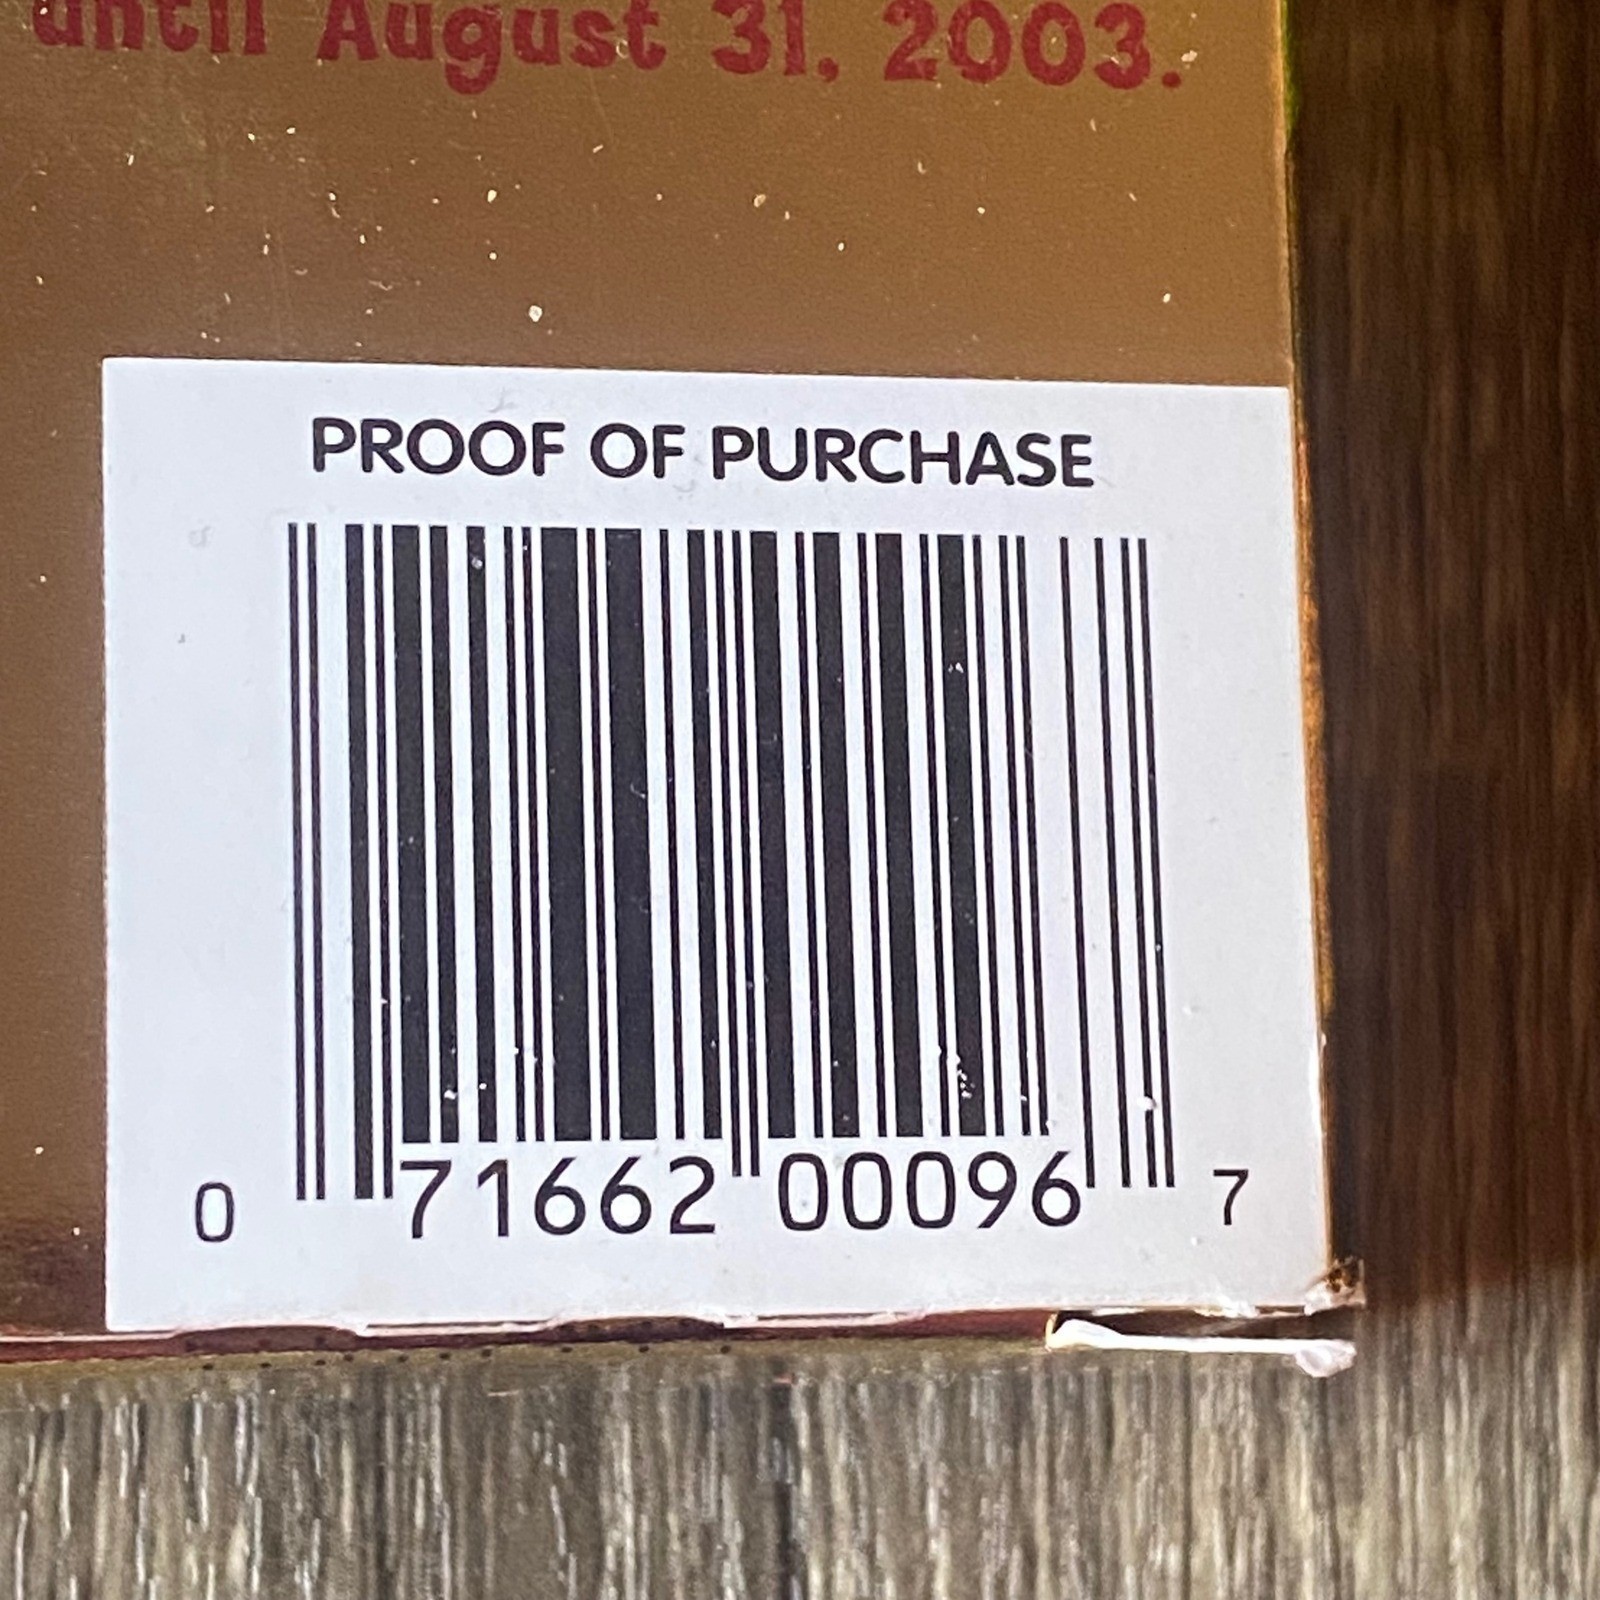 until August 31, 2003.
PROOF OF PURCHASE
0 71662 00096 7